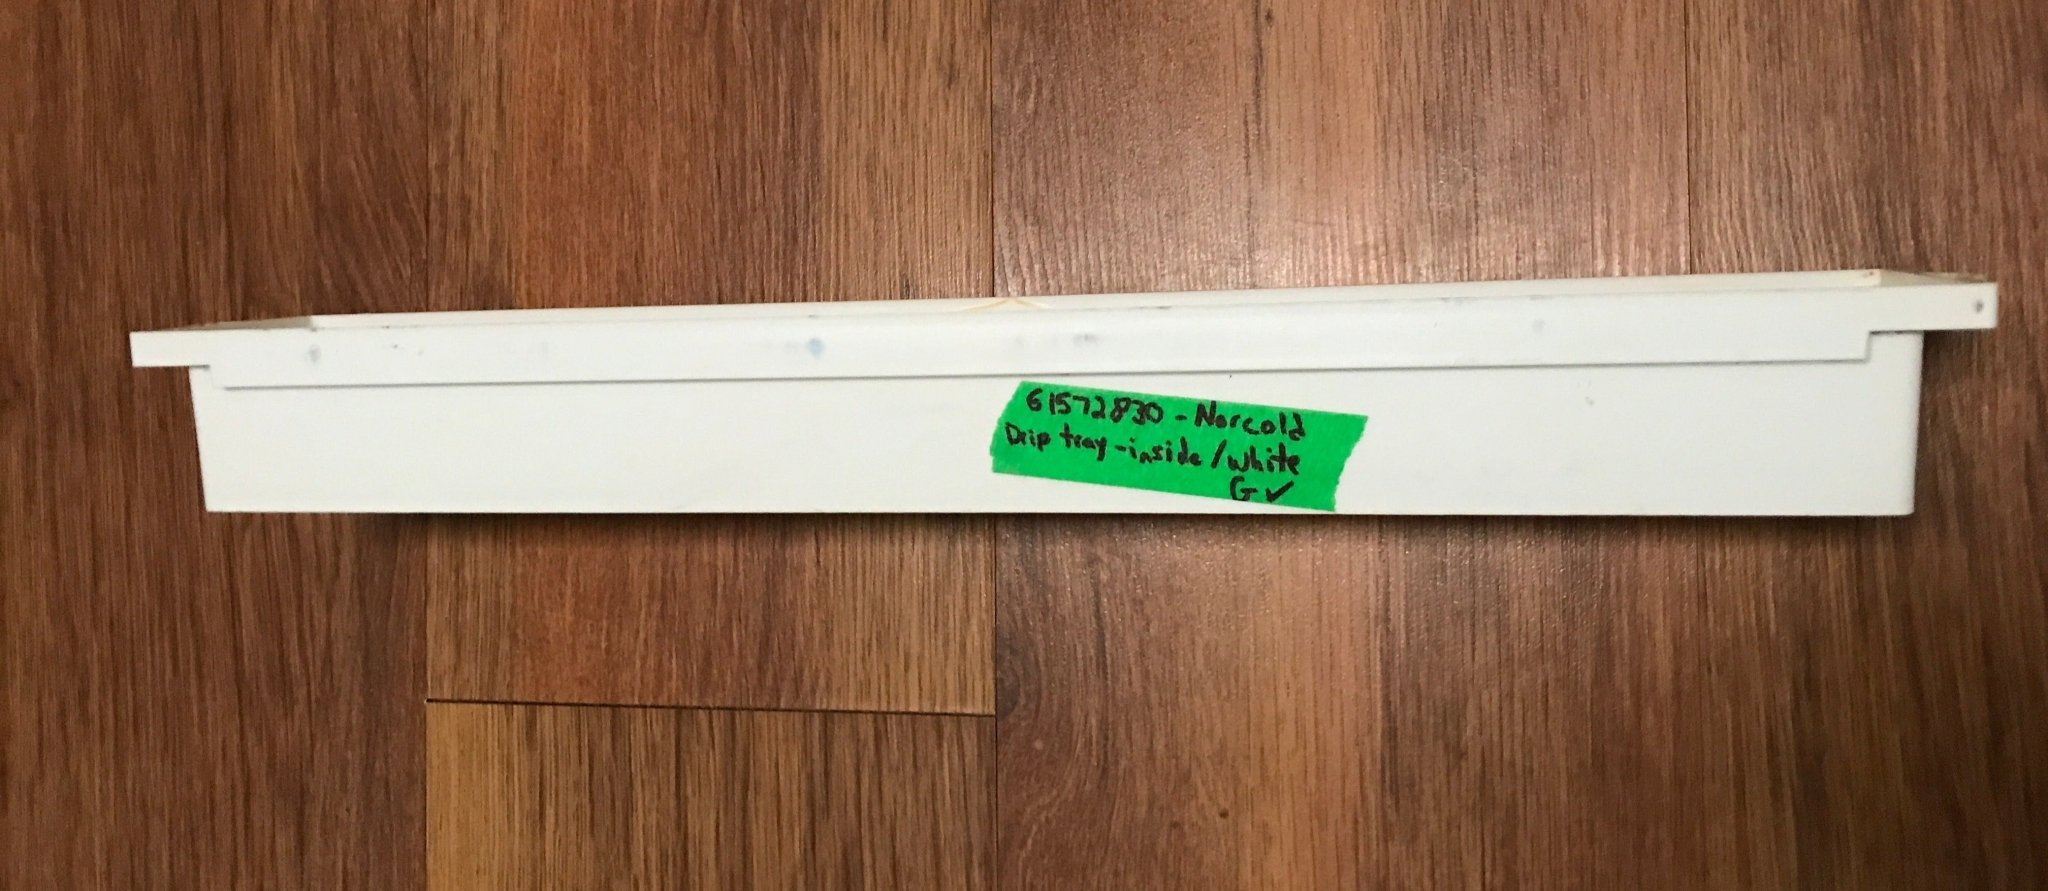 61572830 - Norcold
Drip tray - inside / white
G ✓